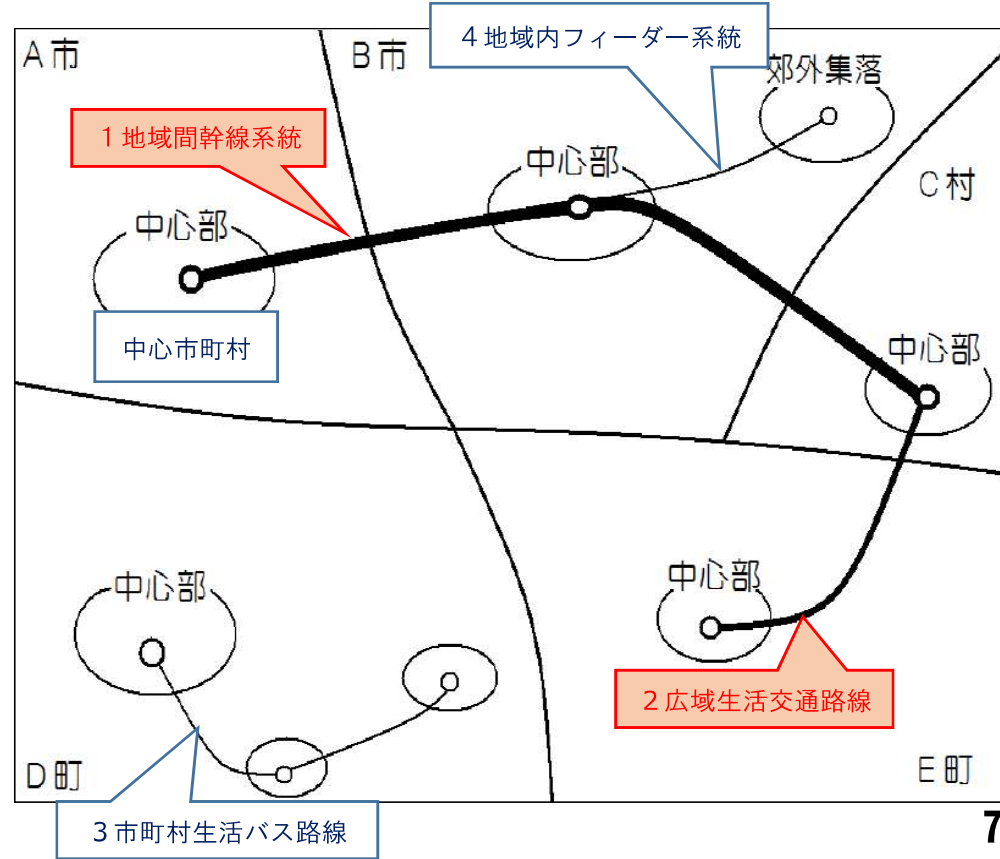 A市
B市
4地域内フィーダー系統
郊外集落
1地域間幹線系統
中心部
C村
中心部
中心市町村
中心部
中心部
中心部
2広域生活交通路線
D町
E町
3市町村生活バス路線
7